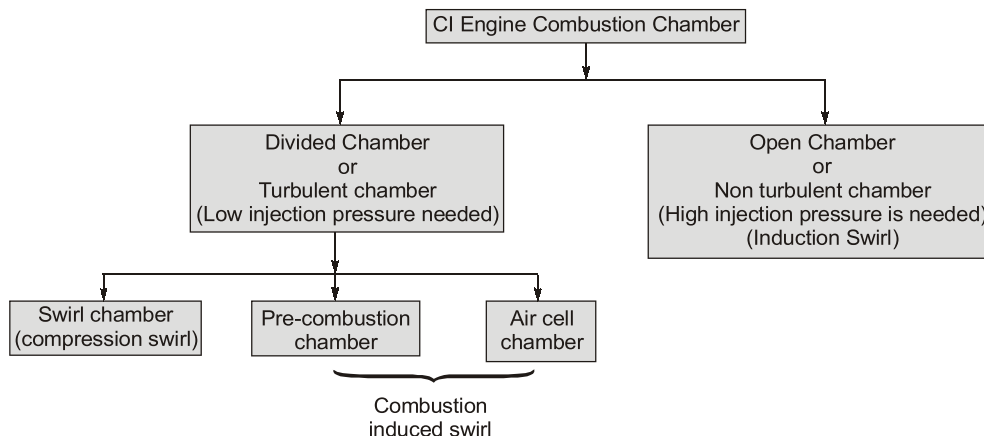 CI Engine Combustion Chamber
Divided Chamber
or
Turbulent chamber
(Low injection pressure needed)
Open Chamber
or
Non turbulent chamber
(High injection pressure is needed)
(Induction Swirl)
Swirl chamber
(compression swirl)
Pre-combustion
chamber
Air cell
chamber
Combustion
induced swirl